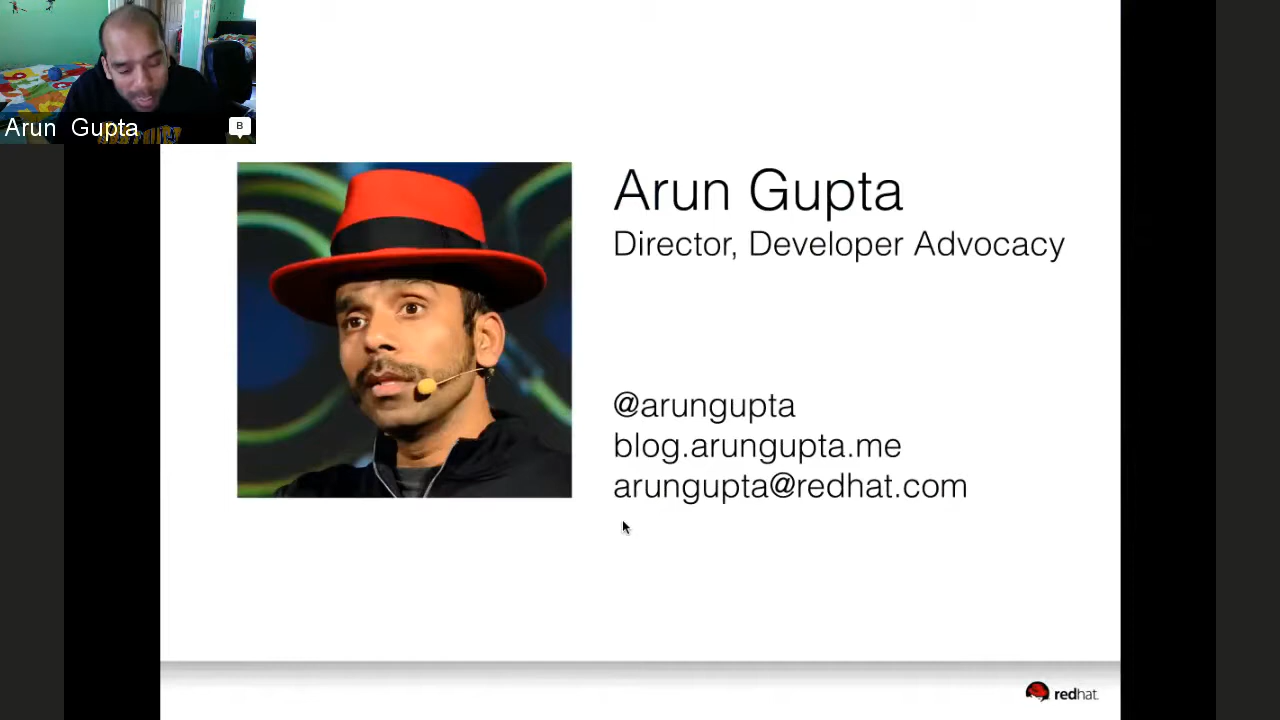 Arun Gupta
B
Arun Gupta
Director, Developer Advocacy
@arungupta
blog.arungupta.me
arungupta@redhat.com
redhat.